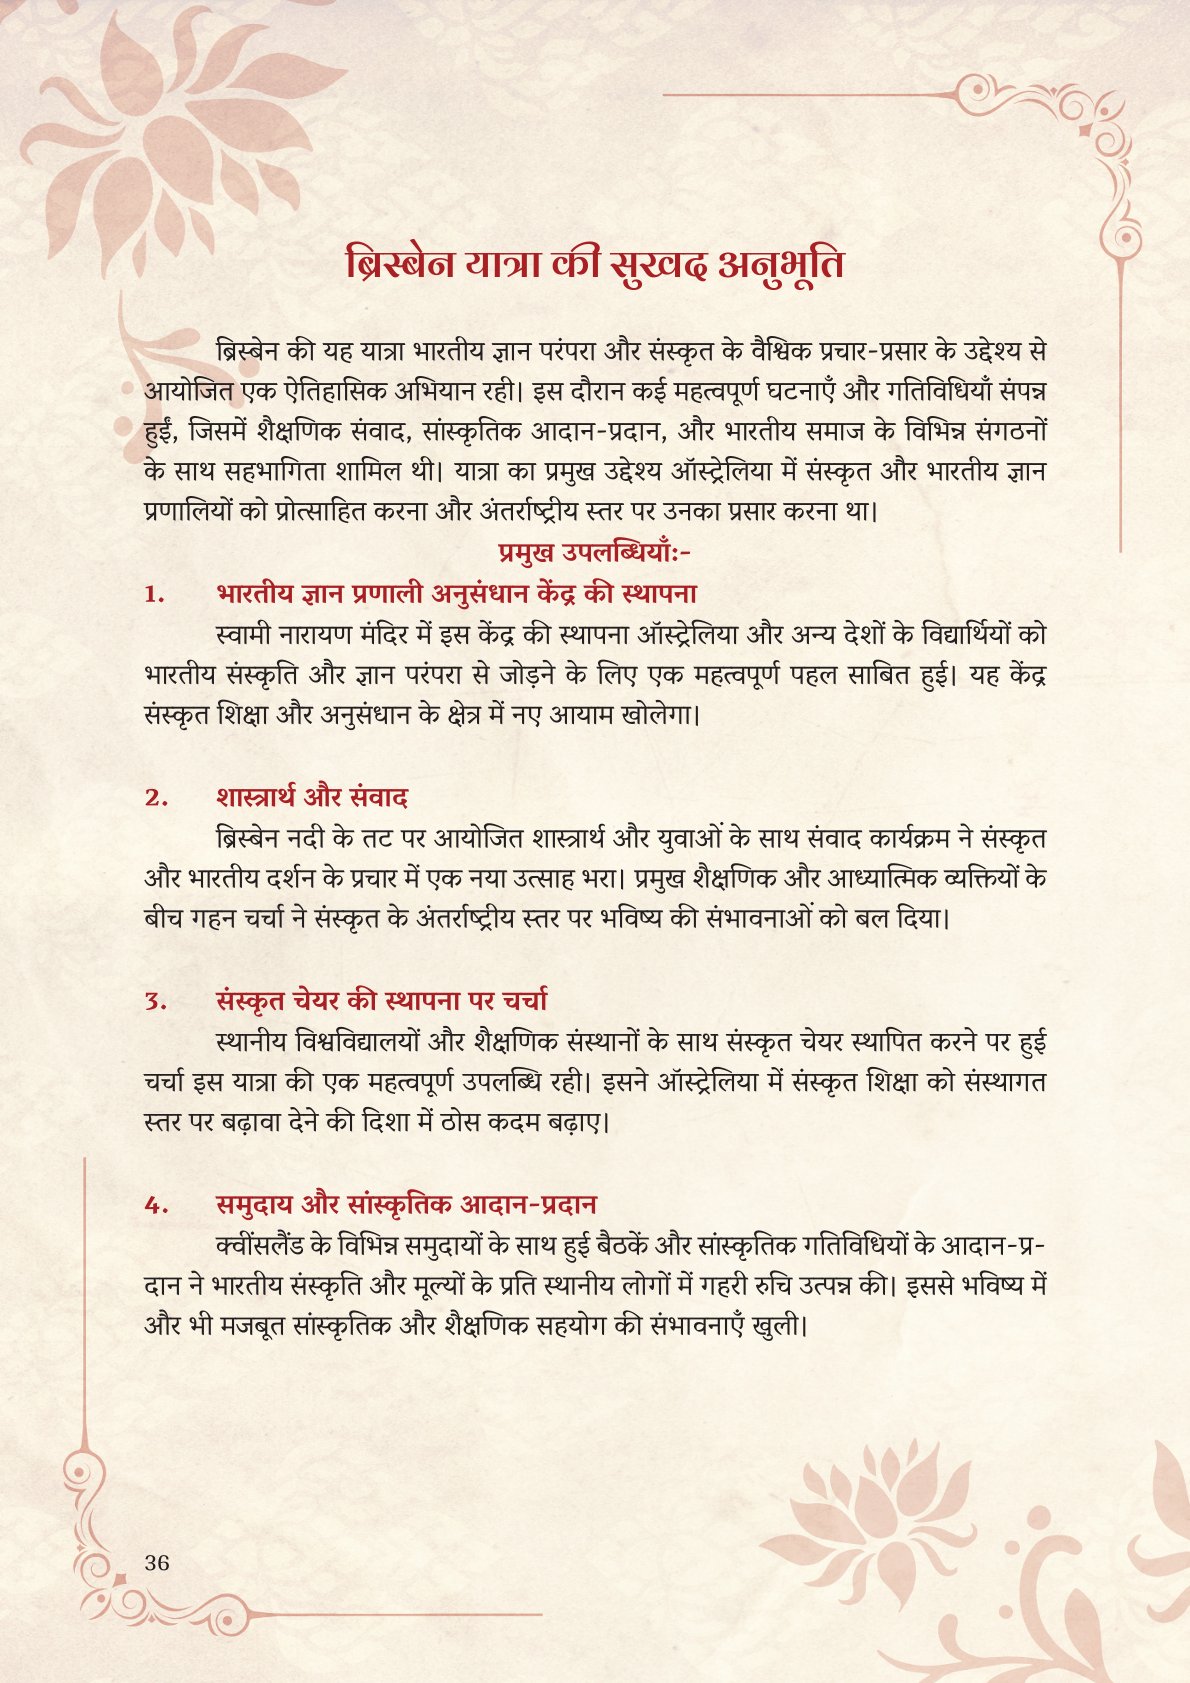 ब्रिस्बेन यात्रा की सुखद अनुभूति
ब्रिस्बेन की यह यात्रा भारतीय ज्ञान परंपरा और संस्कृत के वैश्विक प्रचार-प्रसार के उद्देश्य से
आयोजित एक ऐतिहासिक अभियान रही। इस दौरान कई महत्वपूर्ण घटनाएँ और गतिविधियाँ संपन्न
हुईं, जिसमें शैक्षणिक संवाद, सांस्कृतिक आदान-प्रदान, और भारतीय समाज के विभिन्न संगठनों
के साथ सहभागिता शामिल थी। यात्रा का प्रमुख उद्देश्य ऑस्ट्रेलिया में संस्कृत और भारतीय ज्ञान
प्रणालियों को प्रोत्साहित करना और अंतर्राष्ट्रीय स्तर पर उनका प्रसार करना था।
प्रमुख उपलब्धियाँ:-
1. भारतीय ज्ञान प्रणाली अनुसंधान केंद्र की स्थापना
स्वामी नारायण मंदिर में इस केंद्र की स्थापना ऑस्ट्रेलिया और अन्य देशों के विद्यार्थियों को
भारतीय संस्कृति और ज्ञान परंपरा से जोड़ने के लिए एक महत्वपूर्ण पहल साबित हुई। यह केंद्र
संस्कृत शिक्षा और अनुसंधान के क्षेत्र में नए आयाम खोलेगा।
2. शास्त्रार्थ और संवाद
ब्रिस्बेन नदी के तट पर आयोजित शास्त्रार्थ और युवाओं के साथ संवाद कार्यक्रम ने संस्कृत
और भारतीय दर्शन के प्रचार में एक नया उत्साह भरा। प्रमुख शैक्षणिक और आध्यात्मिक व्यक्तियों के
बीच गहन चर्चा ने संस्कृत के अंतर्राष्ट्रीय स्तर पर भविष्य की संभावनाओं को बल दिया।
3. संस्कृत चेयर की स्थापना पर चर्चा
स्थानीय विश्वविद्यालयों और शैक्षणिक संस्थानों के साथ संस्कृत चेयर स्थापित करने पर हुई
चर्चा इस यात्रा की एक महत्वपूर्ण उपलब्धि रही। इसने ऑस्ट्रेलिया में संस्कृत शिक्षा को संस्थागत
स्तर पर बढ़ावा देने की दिशा में ठोस कदम बढ़ाए।
4. समुदाय और सांस्कृतिक आदान-प्रदान
क्वींसलैंड के विभिन्न समुदायों के साथ हुई बैठकें और सांस्कृतिक गतिविधियों के आदान-प्र-
दान ने भारतीय संस्कृति और मूल्यों के प्रति स्थानीय लोगों में गहरी रुचि उत्पन्न की। इससे भविष्य में
और भी मजबूत सांस्कृतिक और शैक्षणिक सहयोग की संभावनाएँ खुली।
36